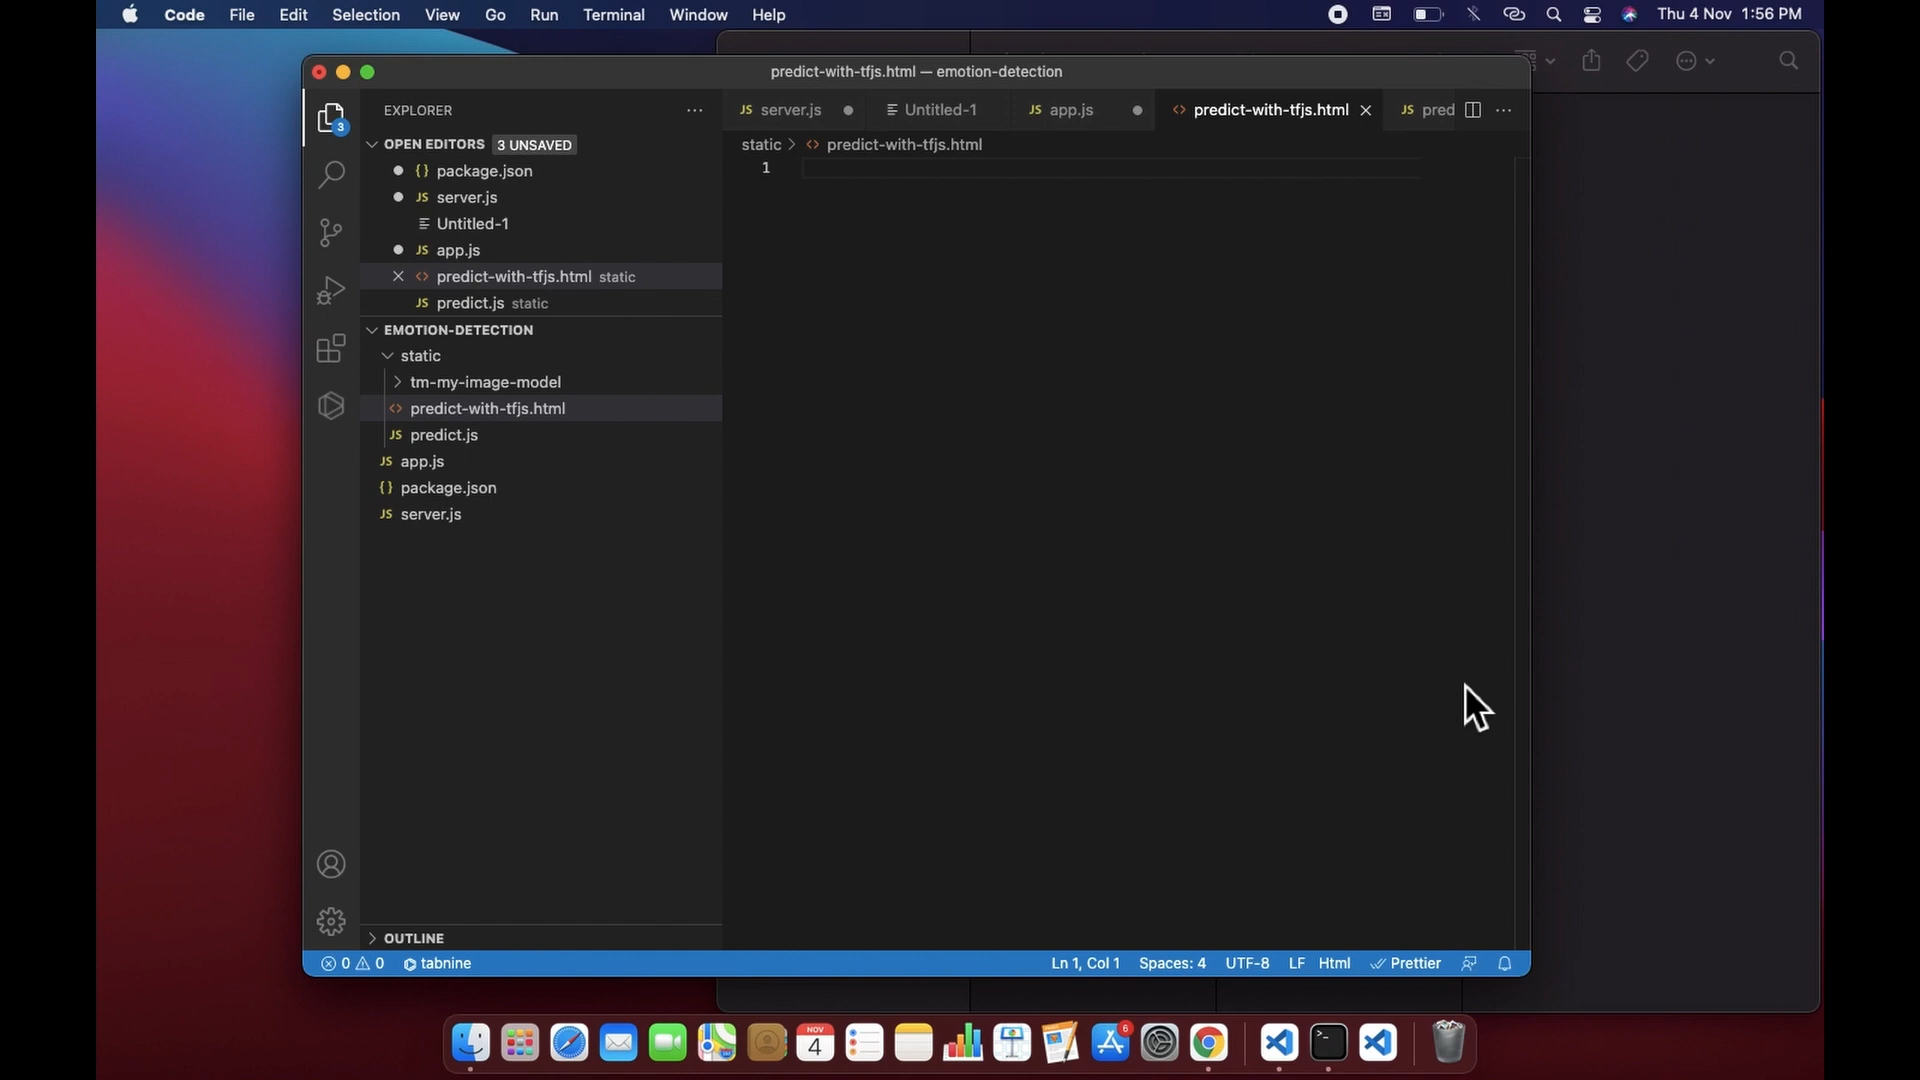 Code File Edit Selection View Go Run Terminal Window Help Thu 4 Nov 1:56 PM
predict-with-tfjs.html — emotion-detection
EXPLORER
server.js
Untitled-1
app.js
predict-with-tfjs.html
pred
OPEN EDITORS 3 UNSAVED
static > predict-with-tfjs.html
1
3
{} package.json
JS server.js
Untitled-1
JS app.js
predict-with-tfjs.html static
JS predict.js static
EMOTION-DETECTION
static
tm-my-image-model
predict-with-tfjs.html
JS predict.js
JS app.js
{} package.json
JS server.js
OUTLINE
0 0 tabnine Ln 1, Col 1 Spaces: 4 UTF-8 LF Html Prettier
NOV
4
6